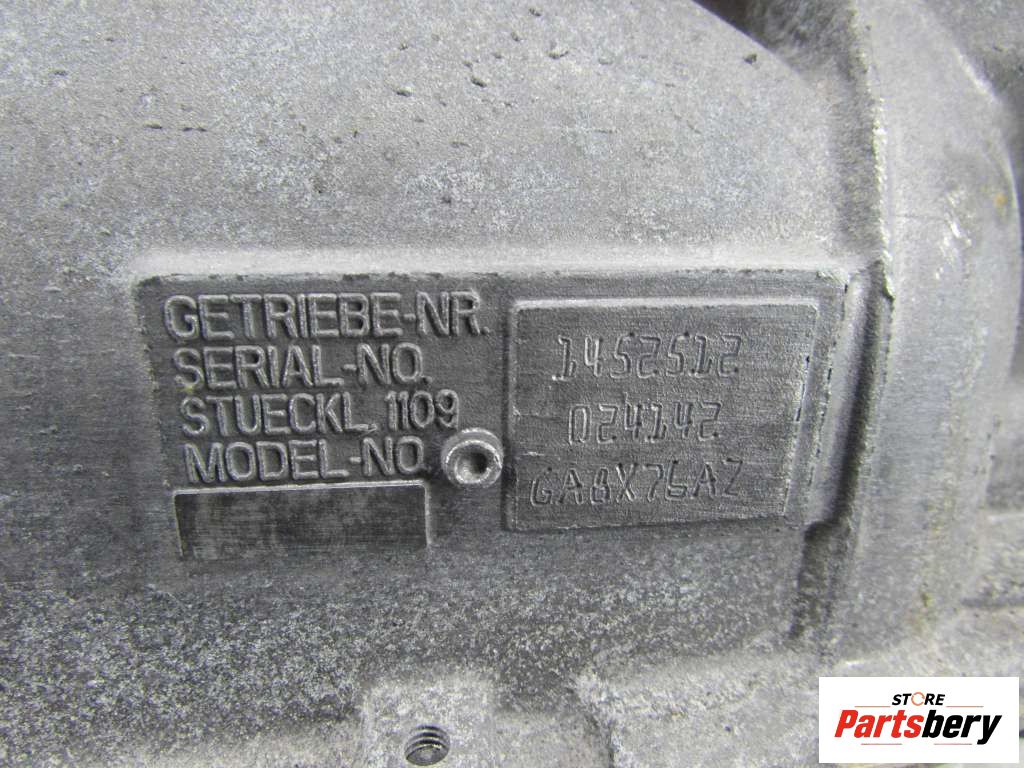 GETRIEBE-NR.
SERIAL-NO.
STUECKL. 1109
MODEL-NO
1452512
024142
GA8X76AZ
STORE
Partsbery